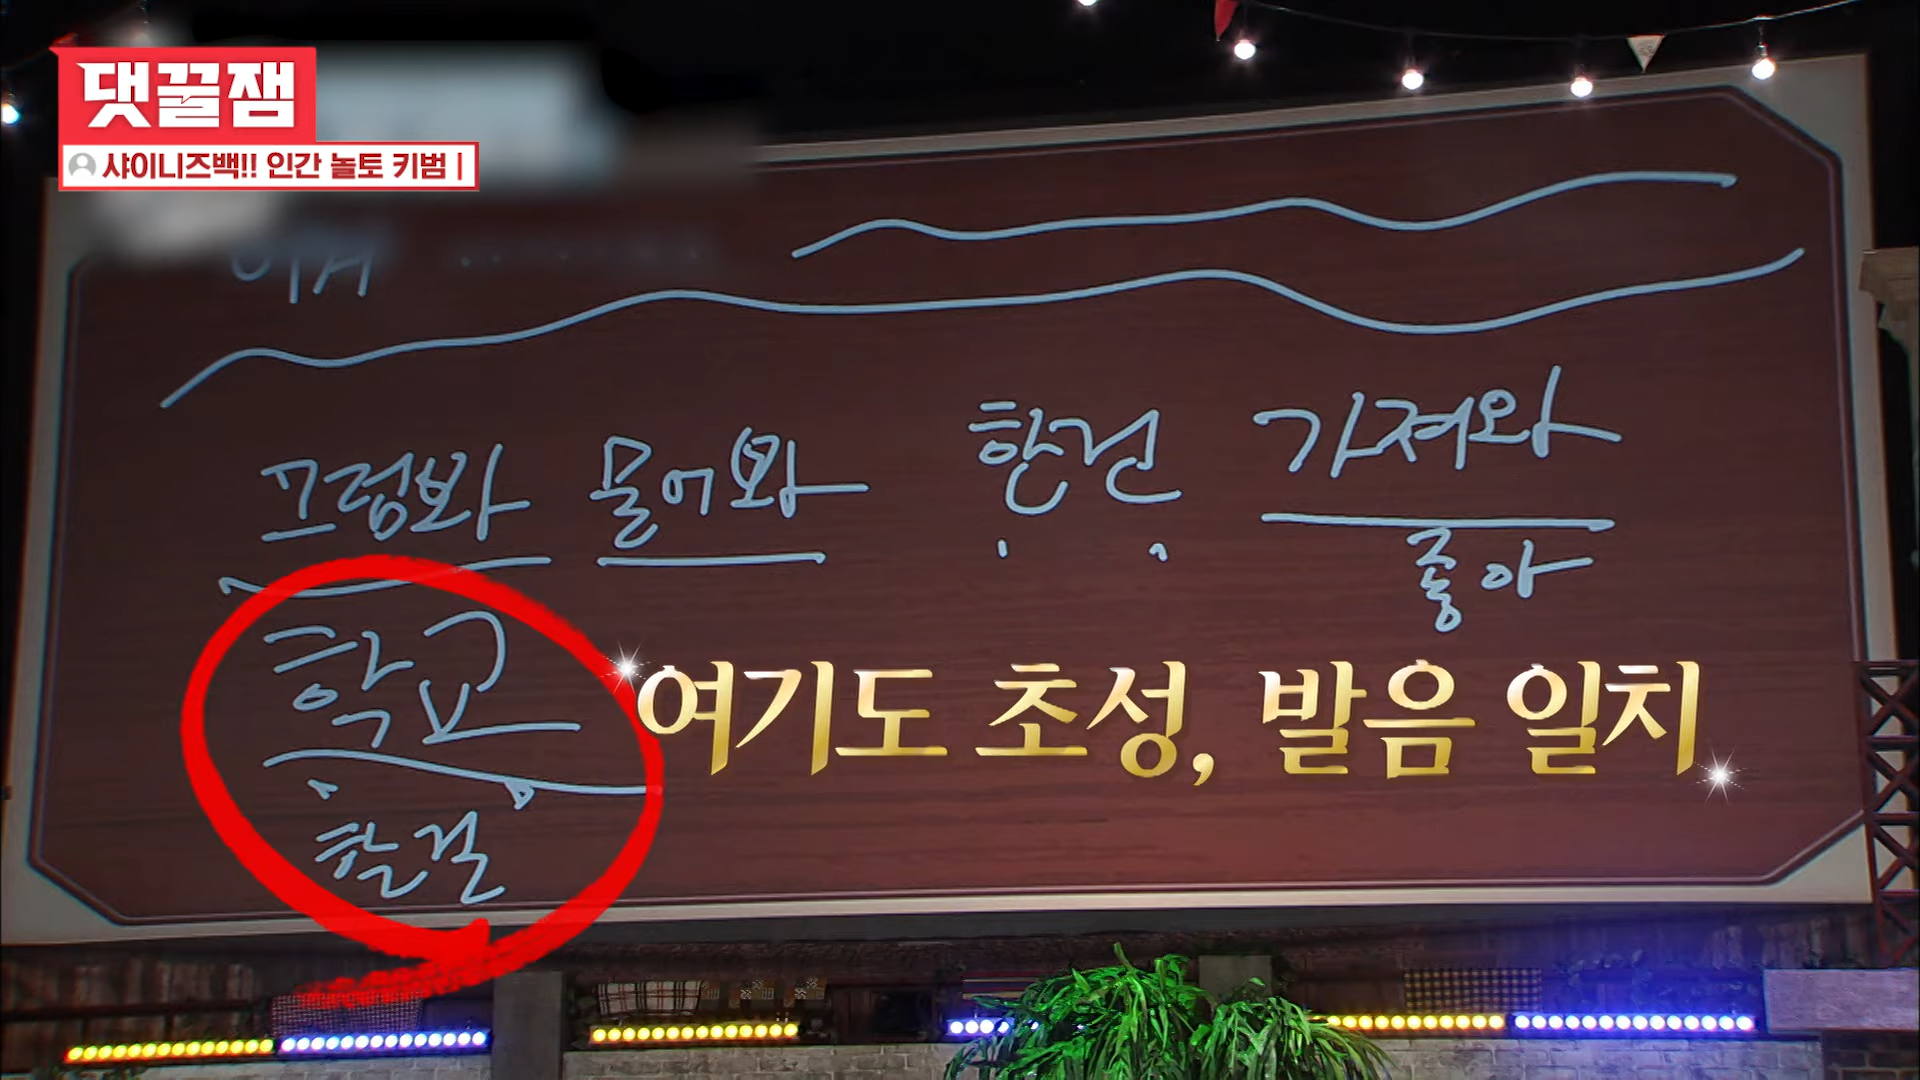 댓꿀잼
샤이니즈백!! 인간 놀토 키범
그럼봐 물어봐 한건 가져와
좋아
학교
여기도 초성, 발음 일치
찰걸